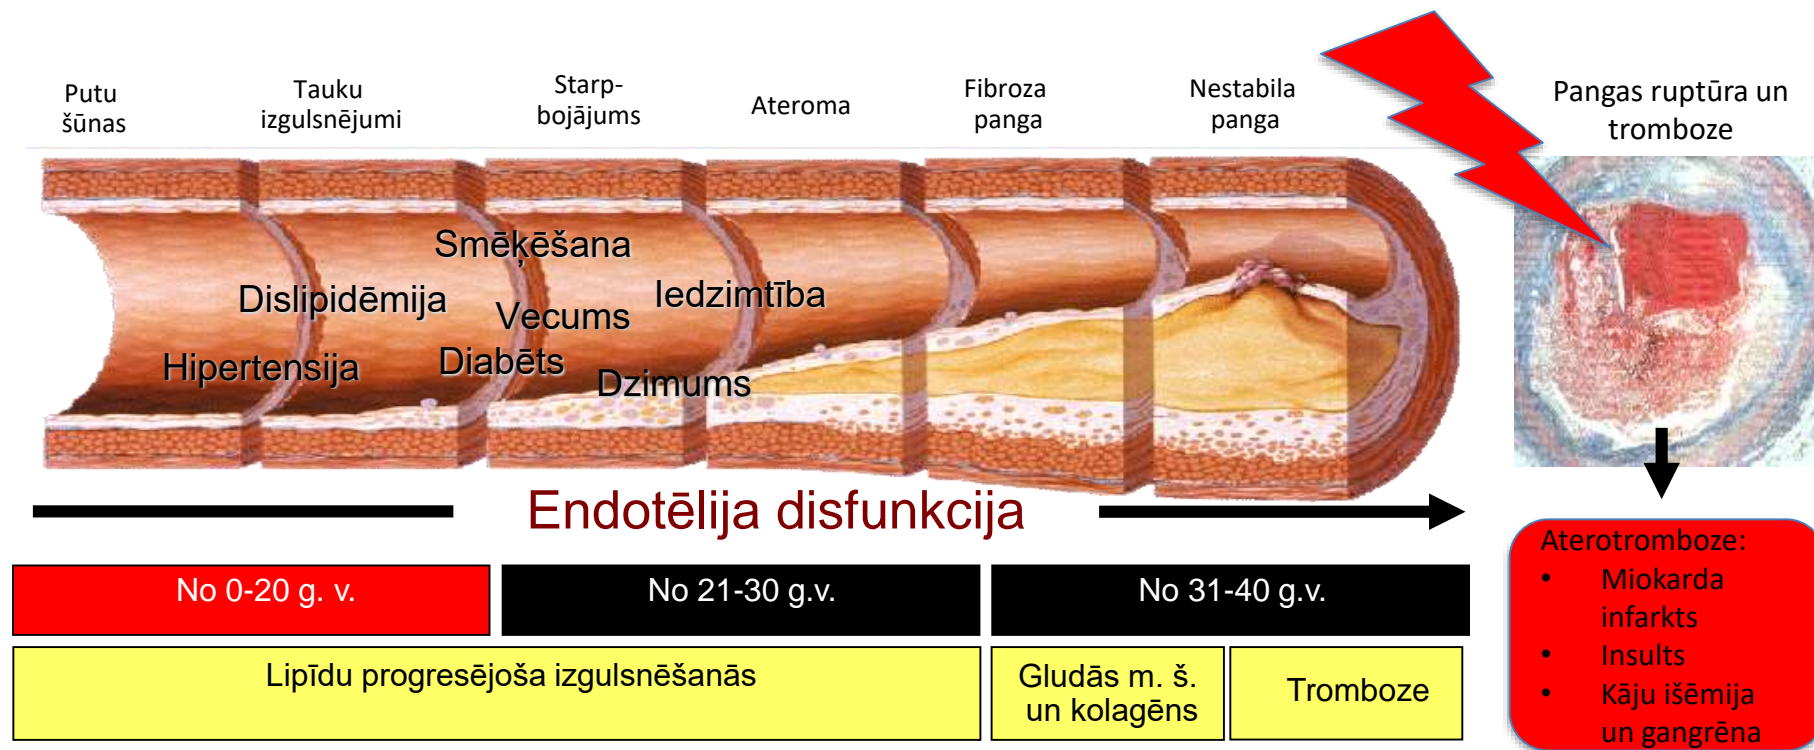 Putu
šūnas
Tauku
izgulsnējumi
Starp-
bojājums
Ateroma
Fibroza
panga
Nestabila
panga
Pangas ruptūra un
tromboze
Smēķēšana
Dislipidēmija
Iedzimtība
Vecums
Hipertensija
Diabēts
Dzimums
Endotēlija disfunkcija
No 0-20 g. v.
No 21-30 g.v.
No 31-40 g.v.
Lipīdu progresējoša izgulsnēšanās
Gludās m. š.
un kolagēns
Tromboze
Aterotromboze:
• Miokarda
infarkts
• Insults
• Kāju išēmija
un gangrēna